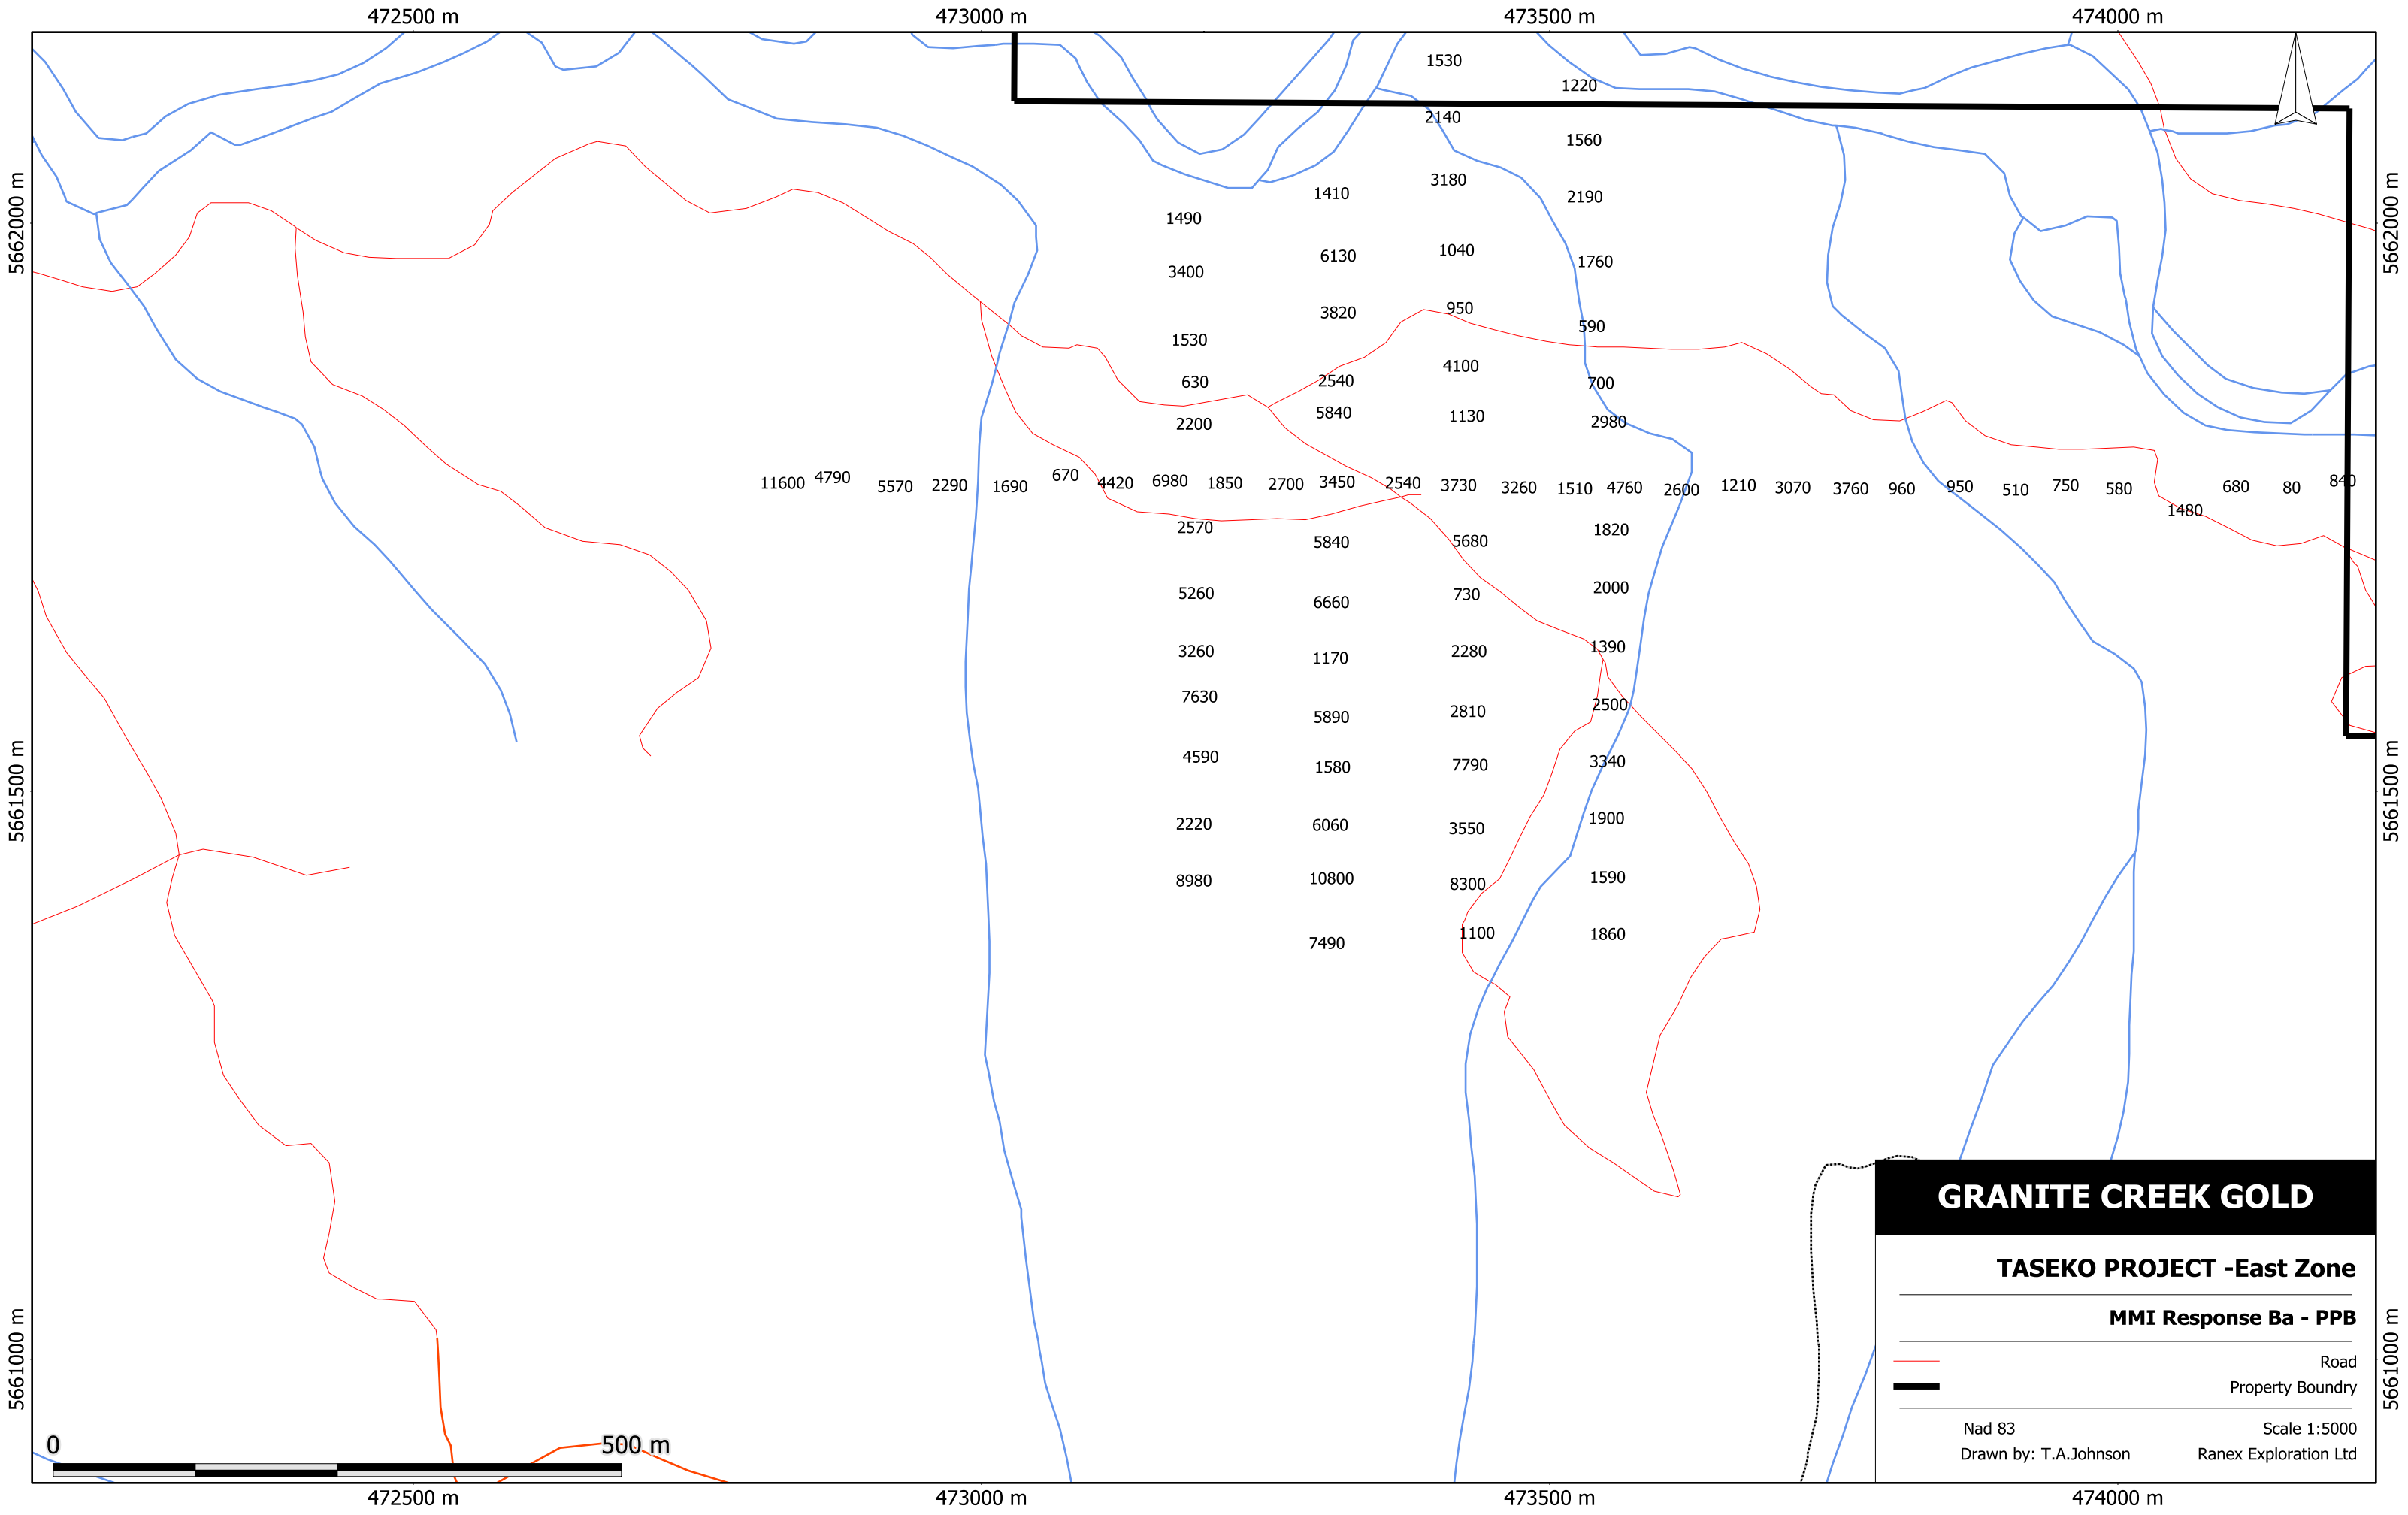 472500 m 473000 m 473500 m 474000 m
1530
1220
2140
1560
3180
1410 2190
5662000 m 1490 5662000 m
1040
6130 1760
3400
950
3820
590
1530
4100
630 2540 700
5840 1130
2200 2980
11600 4790 5570 2290 1690 670 4420 6980 1850 2700 3450 2540 3730 3260 1510 4760 2600 1210 3070 3760 960 950 510 750 580 1480 680 80 840
2570 1820
5840 5680
5260 6660 730 2000
3260 1170 2280 1390
7630 2500
5890 2810
4590 1580 7790 3340
5661500 m 5661500 m
2220 6060 3550 1900
8980 10800 8300 1590
7490 1100 1860
GRANITE CREEK GOLD
TASEKO PROJECT -East Zone
MMI Response Ba - PPB
5661000 m Road 5661000 m
Property Boundry
Nad 83 Scale 1:5000
Drawn by: T.A.Johnson Ranex Exploration Ltd
0 500 m
472500 m 473000 m 473500 m 474000 m